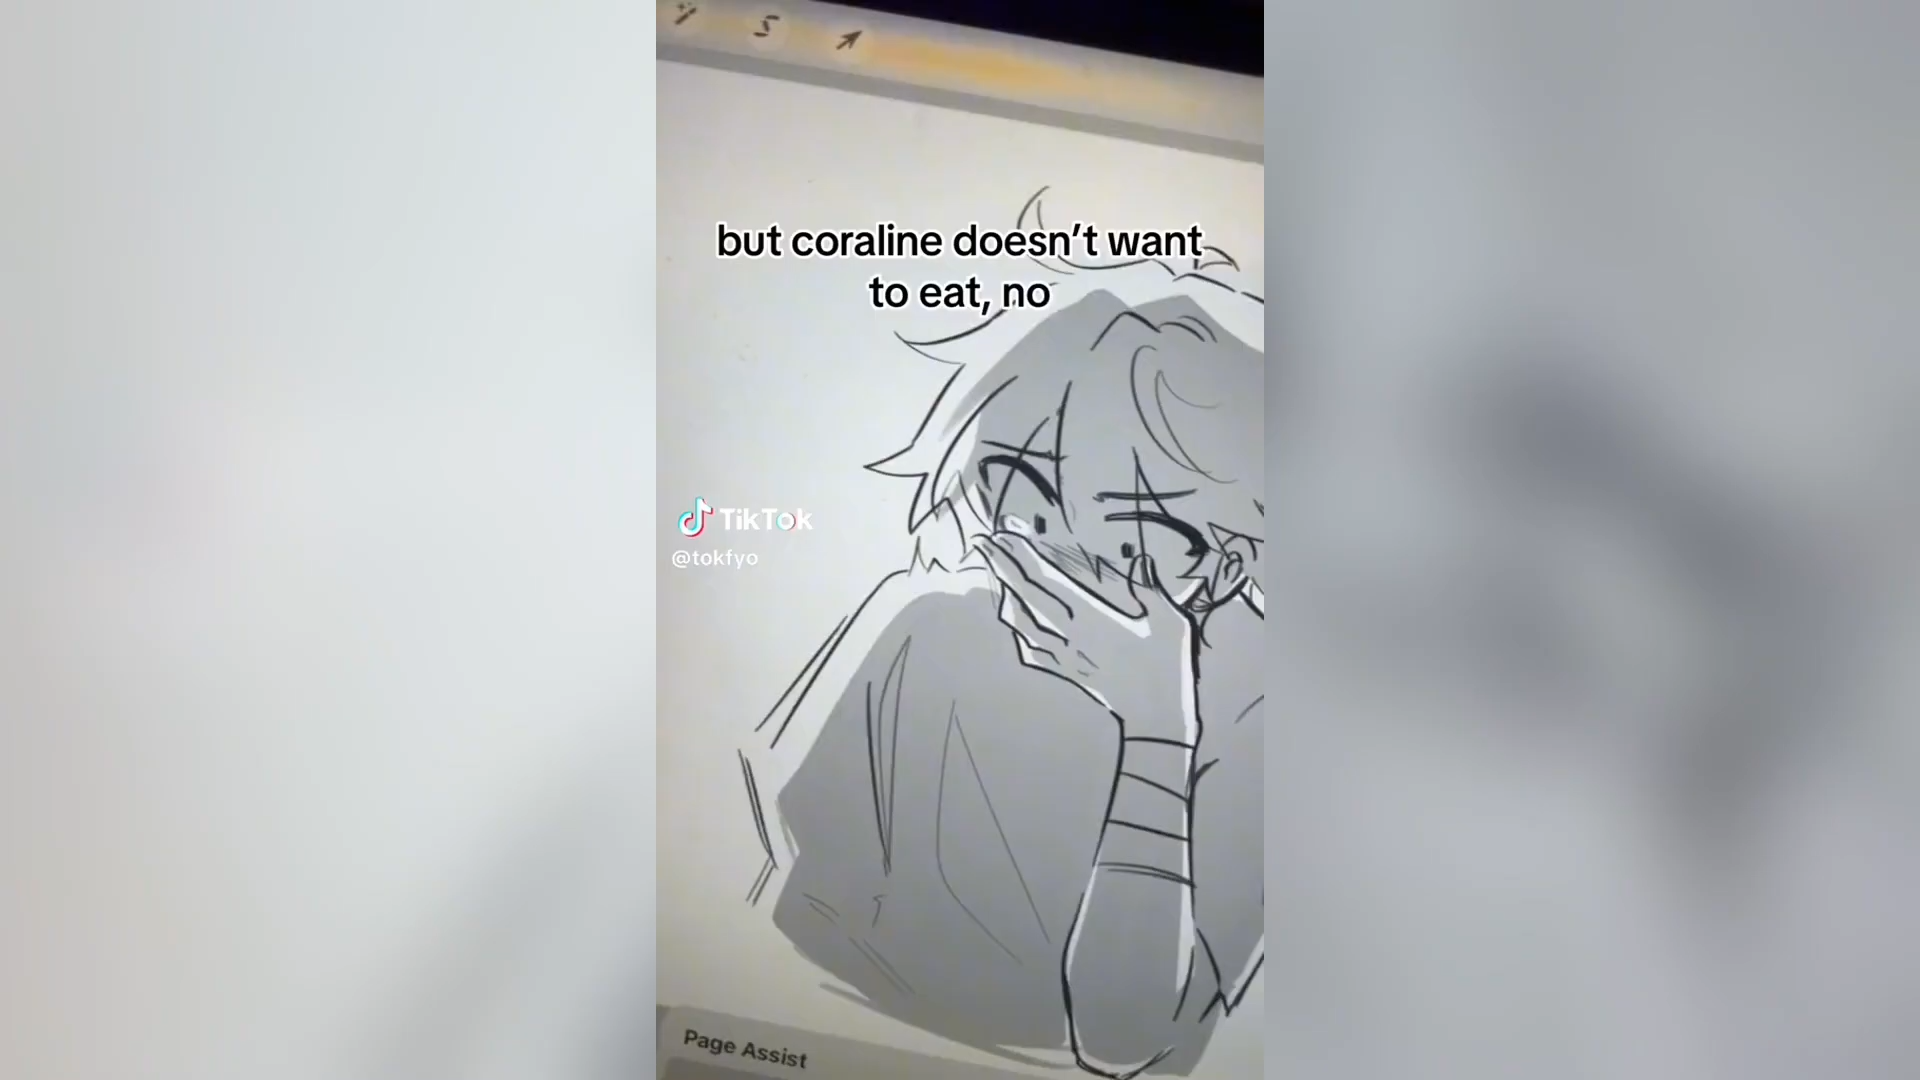 but coraline doesn’t want
to eat, no
TikTok
@tokfyo
Page Assist